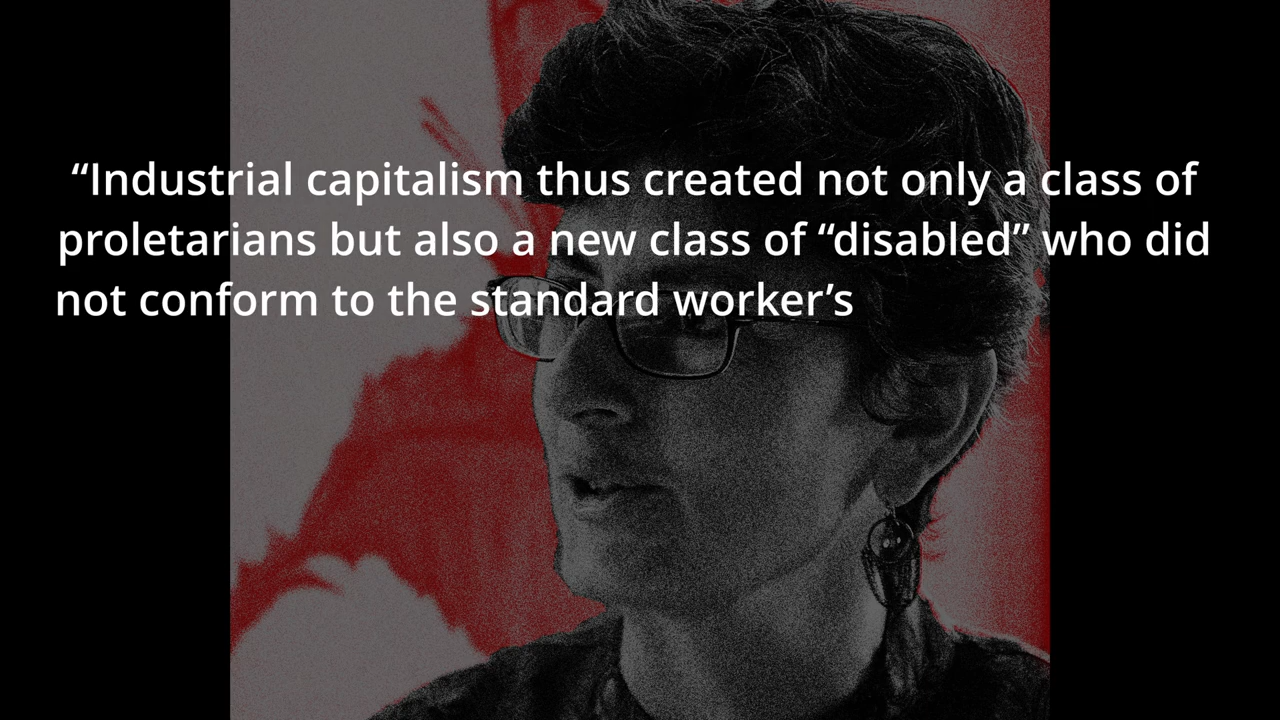 “Industrial capitalism thus created not only a class of
proletarians but also a new class of “disabled” who did
not conform to the standard worker’s